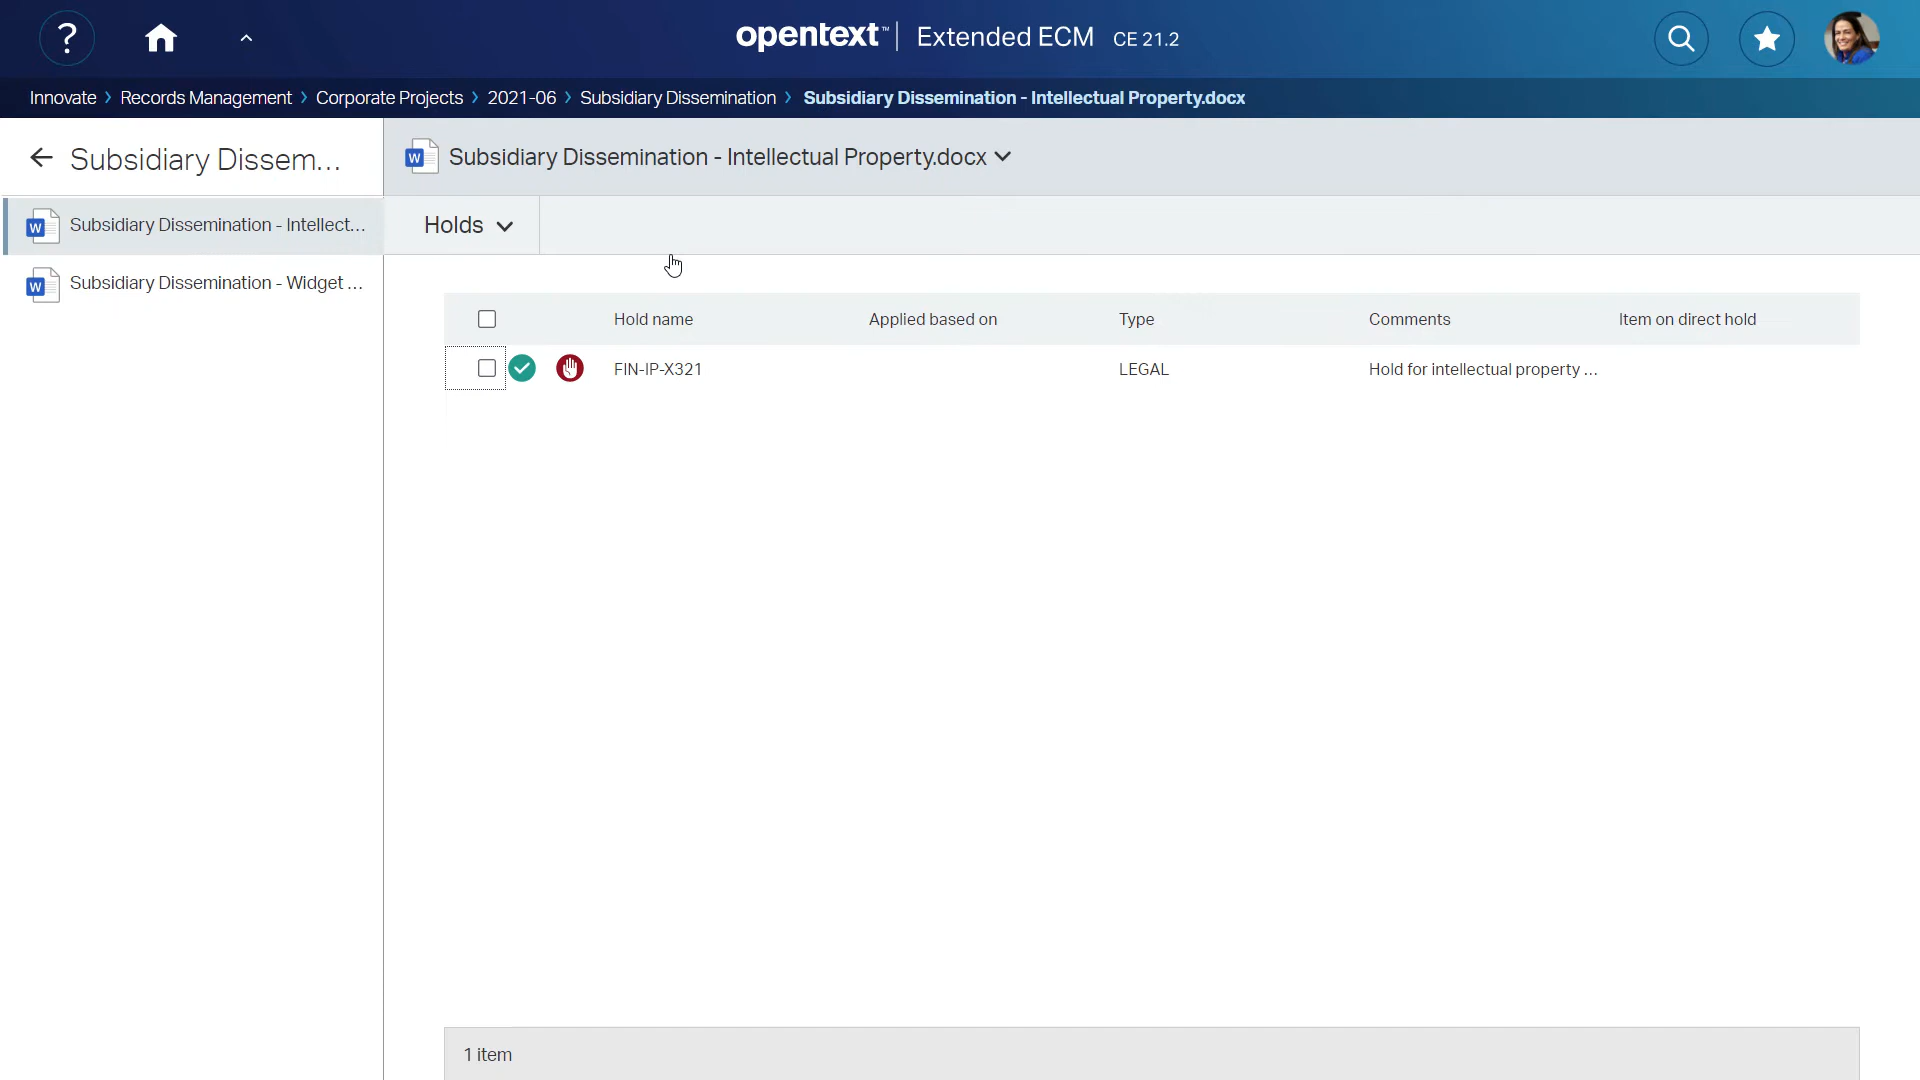 ? opentext™ | Extended ECM CE 21.2
Innovate > Records Management > Corporate Projects > 2021-06 > Subsidiary Dissemination > Subsidiary Dissemination - Intellectual Property.docx
Subsidiary Dissem...
W Subsidiary Dissemination - Intellectual Property.docx
W Subsidiary Dissemination - Intellect...
Holds
W Subsidiary Dissemination - Widget ...
Hold name Applied based on Type Comments Item on direct hold
FIN-IP-X321 LEGAL Hold for intellectual property ...
1 item